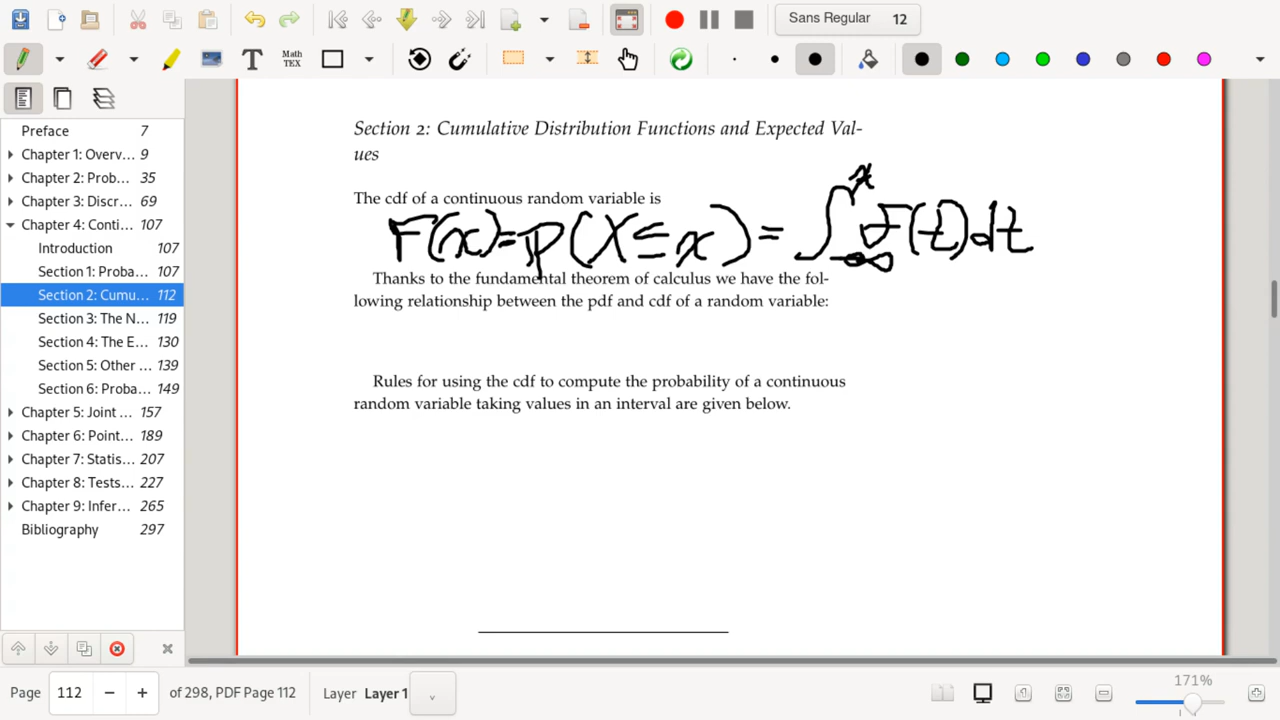 Sans Regular 12
Math
TEX
Preface 7
Chapter 1: Overv... 9
Chapter 2: Prob... 35
Chapter 3: Discr... 69
Chapter 4: Conti... 107
Introduction 107
Section 1: Proba... 107
Section 2: Cumu... 112
Section 3: The N... 119
Section 4: The E... 130
Section 5: Other ... 139
Section 6: Proba... 149
Chapter 5: Joint ... 157
Chapter 6: Point... 189
Chapter 7: Statis... 207
Chapter 8: Tests... 227
Chapter 9: Infer... 265
Bibliography 297
Section 2: Cumulative Distribution Functions and Expected Val-
ues
The cdf of a continuous random variable is
F(x)=P(X≤x)=∫_{-∞}^{x} f(t)dt
Thanks to the fundamental theorem of calculus we have the fol-
lowing relationship between the pdf and cdf of a random variable:
Rules for using the cdf to compute the probability of a continuous
random variable taking values in an interval are given below.
Page 112 − + of 298, PDF Page 112 Layer Layer 1 171%